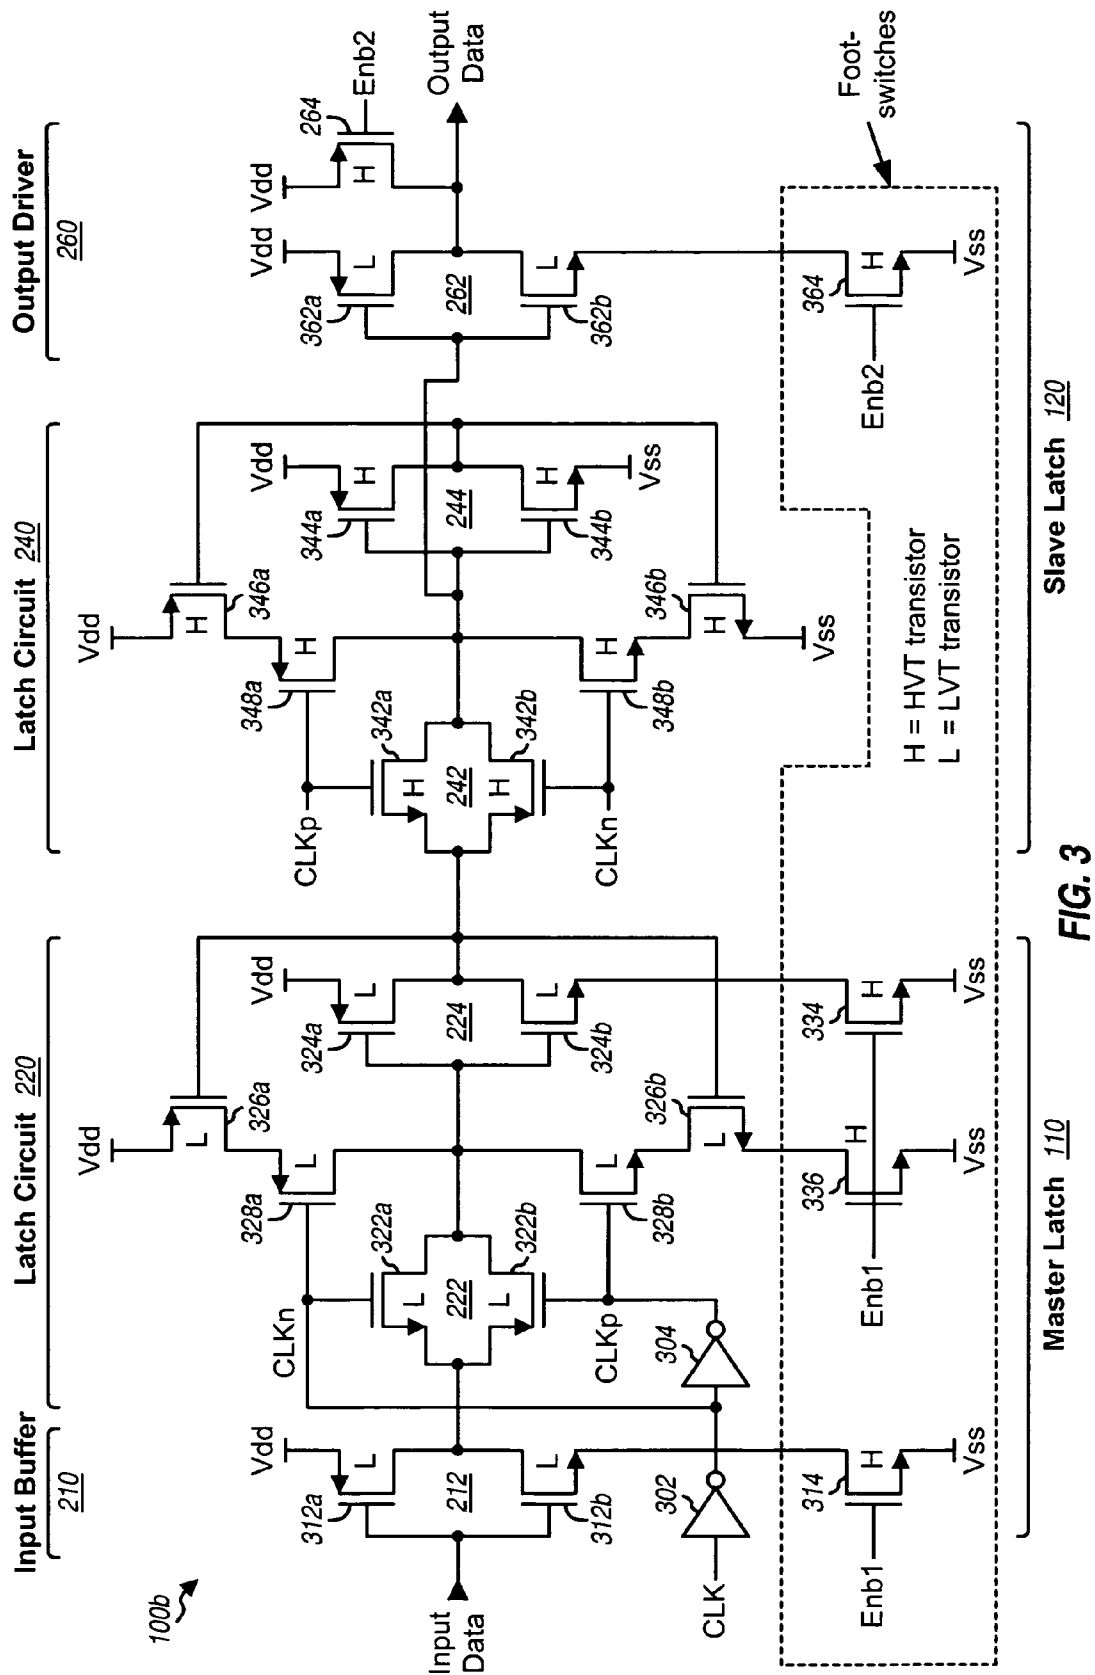 100b
Input Buffer
210
Latch Circuit 220
Latch Circuit 240
Output Driver
260
Input
Data
Vdd
312a
L
212
L
312b
CLK
302
304
Enb1
314
H
Vss
CLKn
322a
L
222
L
322b
CLKp
Vdd
326a
L
328a
L
L
328b
326b
L
Vdd
324a
L
224
L
324b
Enb1
336
H
Vss
334
H
Vss
CLKp
342a
H
242
H
342b
CLKn
Vdd
346a
H
348a
H
H
348b
346b
H
Vss
Vdd
344a
H
244
H
344b
Vss
Vdd
362a
L
262
L
362b
Vdd
264
H
Enb2
Output
Data
Enb2
364
H
Vss
Foot-
switches
H = HVT transistor
L = LVT transistor
Master Latch 110
Slave Latch 120
FIG. 3